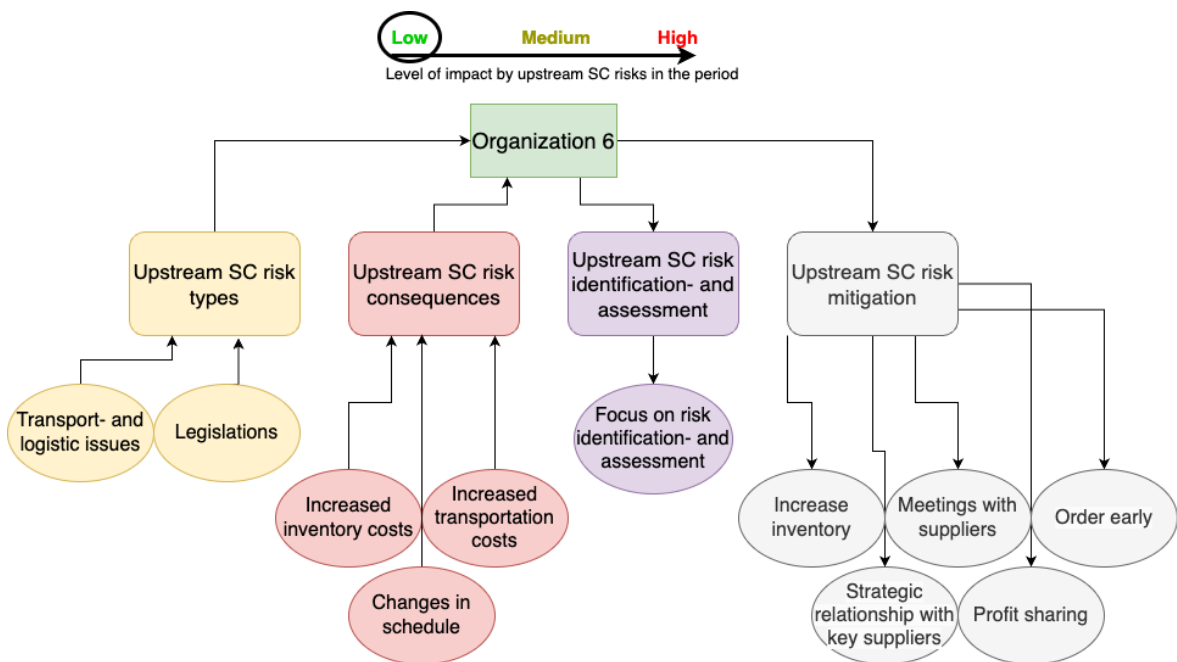 Low Medium High
Level of impact by upstream SC risks in the period
Organization 6
Upstream SC risk
types
Upstream SC risk
consequences
Upstream SC risk
identification- and
assessment
Upstream SC risk
mitigation
Transport- and
logistic issues
Legislations
Focus on risk
identification- and
assessment
Increased
inventory costs
Increased
transportation
costs
Changes in
schedule
Increase
inventory
Meetings with
suppliers
Order early
Strategic
relationship with
key suppliers
Profit sharing